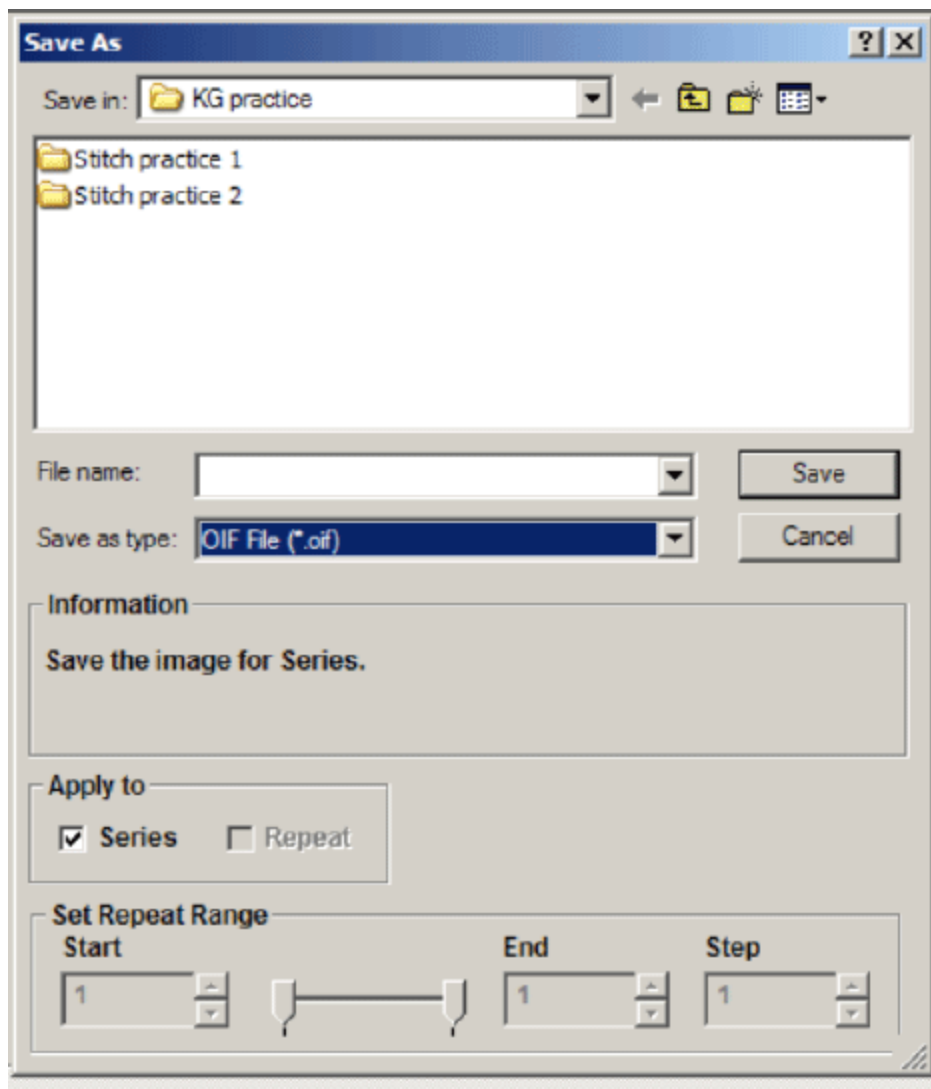 Save As
Save in: KG practice
Stitch practice 1
Stitch practice 2
File name:
Save
Save as type: OIF File (*.oif)
Cancel
Information
Save the image for Series.
Apply to
Series Repeat
Set Repeat Range
Start End Step
1 1 1